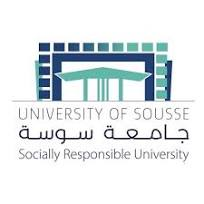 UNIVERSITY OF SOUSSE
جامعة سوسة
Socially Responsible University